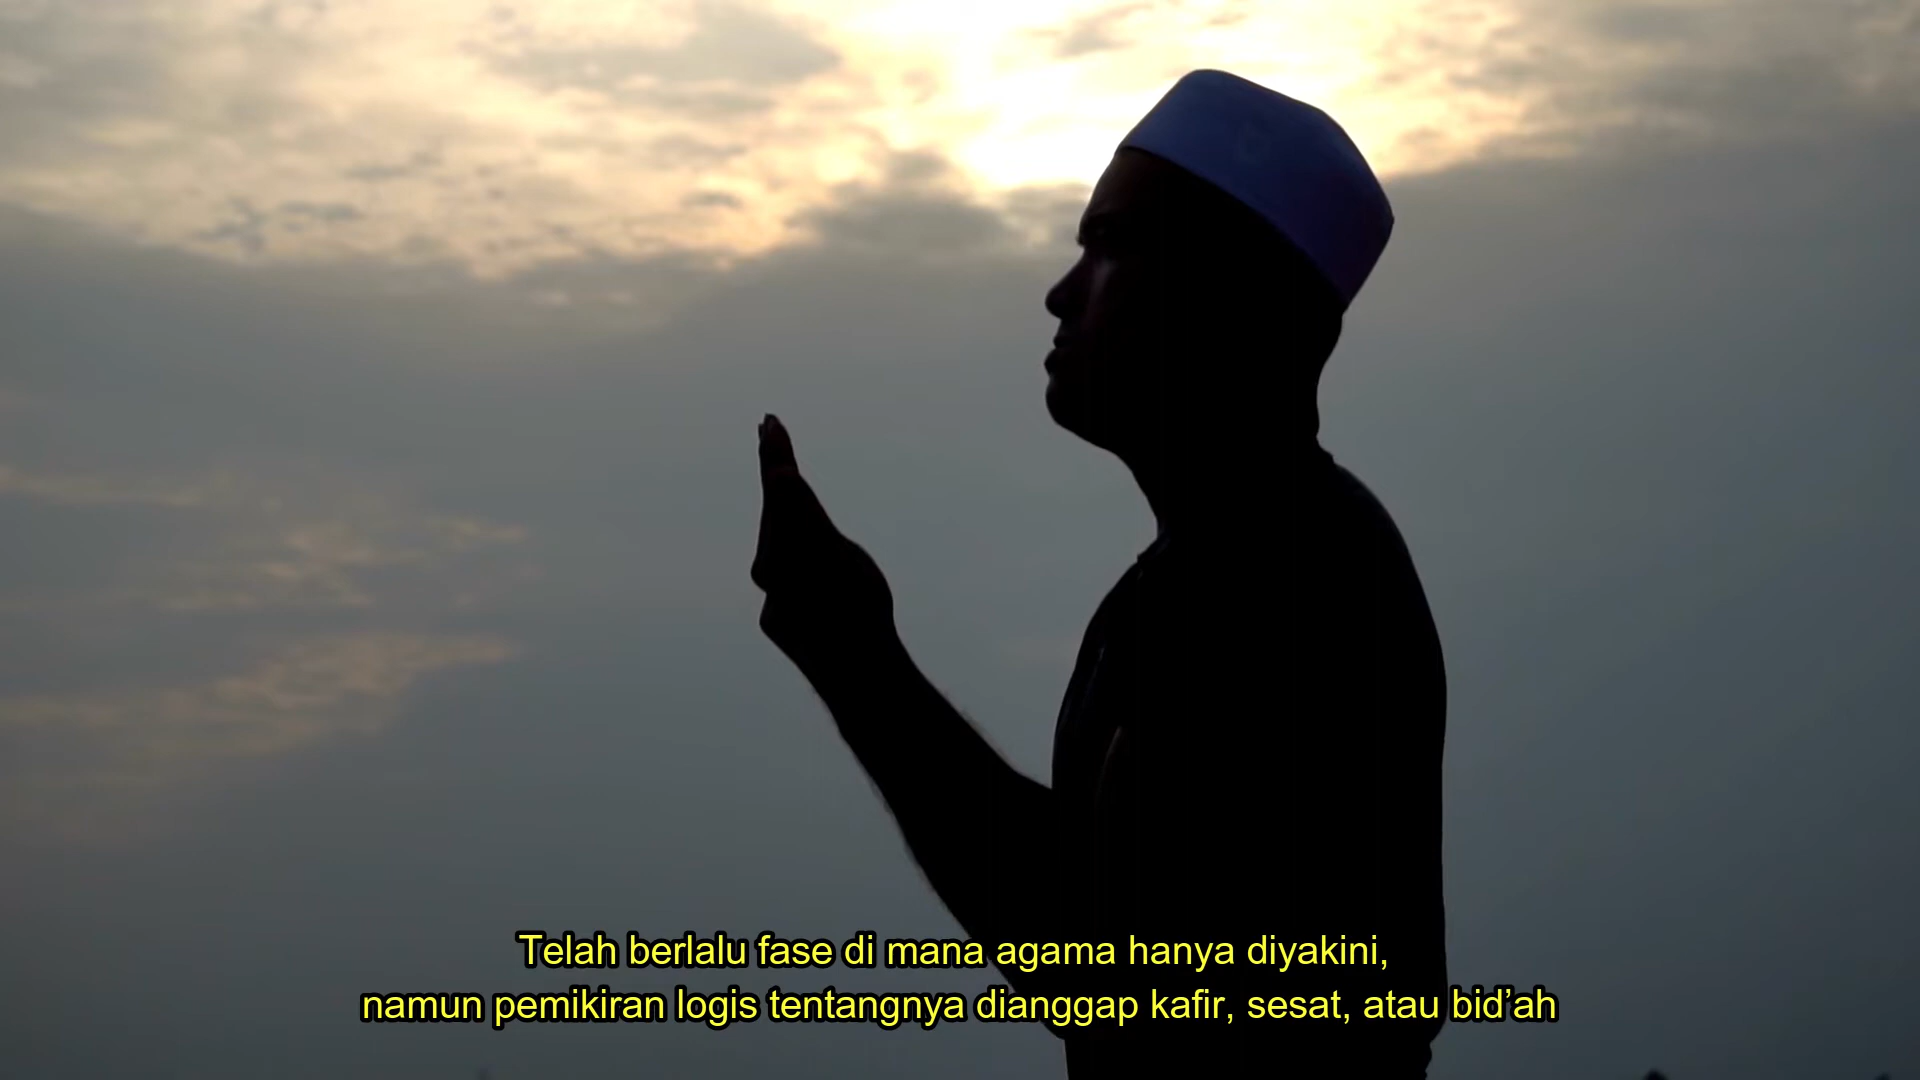 Telah berlalu fase di mana agama hanya diyakini,
namun pemikiran logis tentangnya dianggap kafir, sesat, atau bid’ah